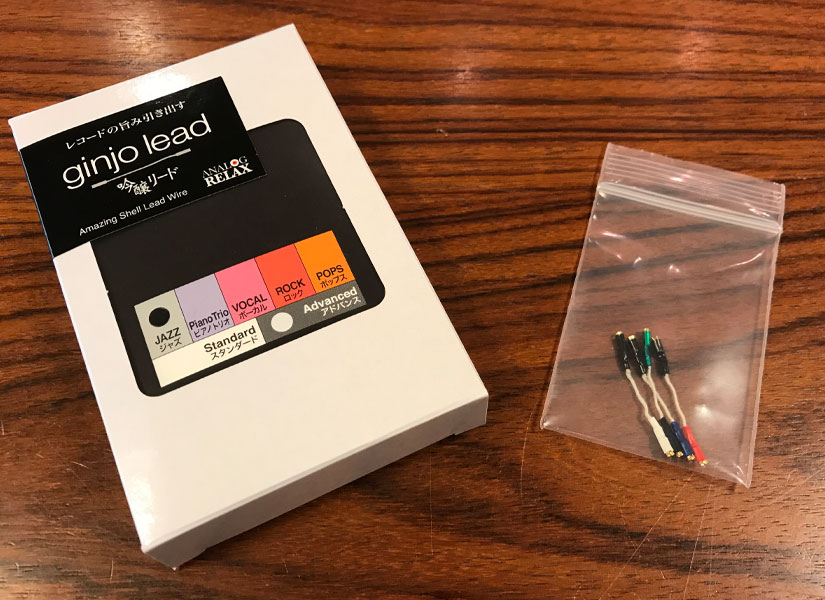 レコードの旨み引き出す
ginjo lead
吟醸リード
ANALOG
RELAX
Amazing Shell Lead Wire
JAZZ
ジャズ
PianoTrio
ピアノトリオ
VOCAL
ボーカル
ROCK
ロック
POPS
ポップス
Standard
スタンダード
Advanced
アドバンス